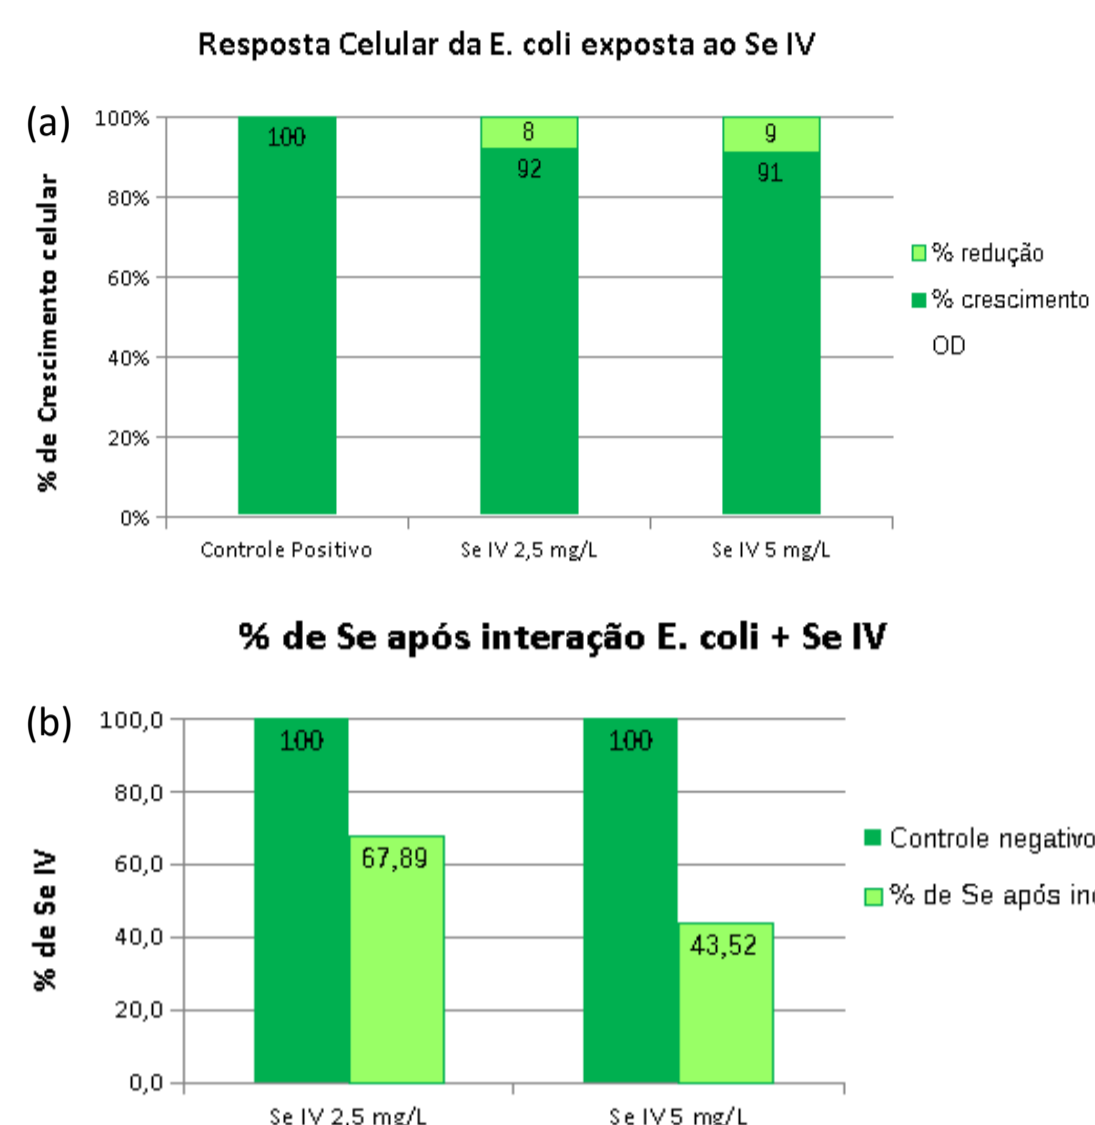 Resposta Celular da E. coli exposta ao Se IV
(a)
% de Crescimento celular
100%
80%
60%
40%
20%
0%
100
8
92
9
91
Controle Positivo
Se IV 2,5 mg/L
Se IV 5 mg/L
% redução
% crescimento
OD
% de Se após interação E. coli + Se IV
(b)
% de Se IV
100,0
80,0
60,0
40,0
20,0
0,0
100
67,89
100
43,52
Se IV 2,5 mg/L
Se IV 5 mg/L
Controle negativo
% de Se após